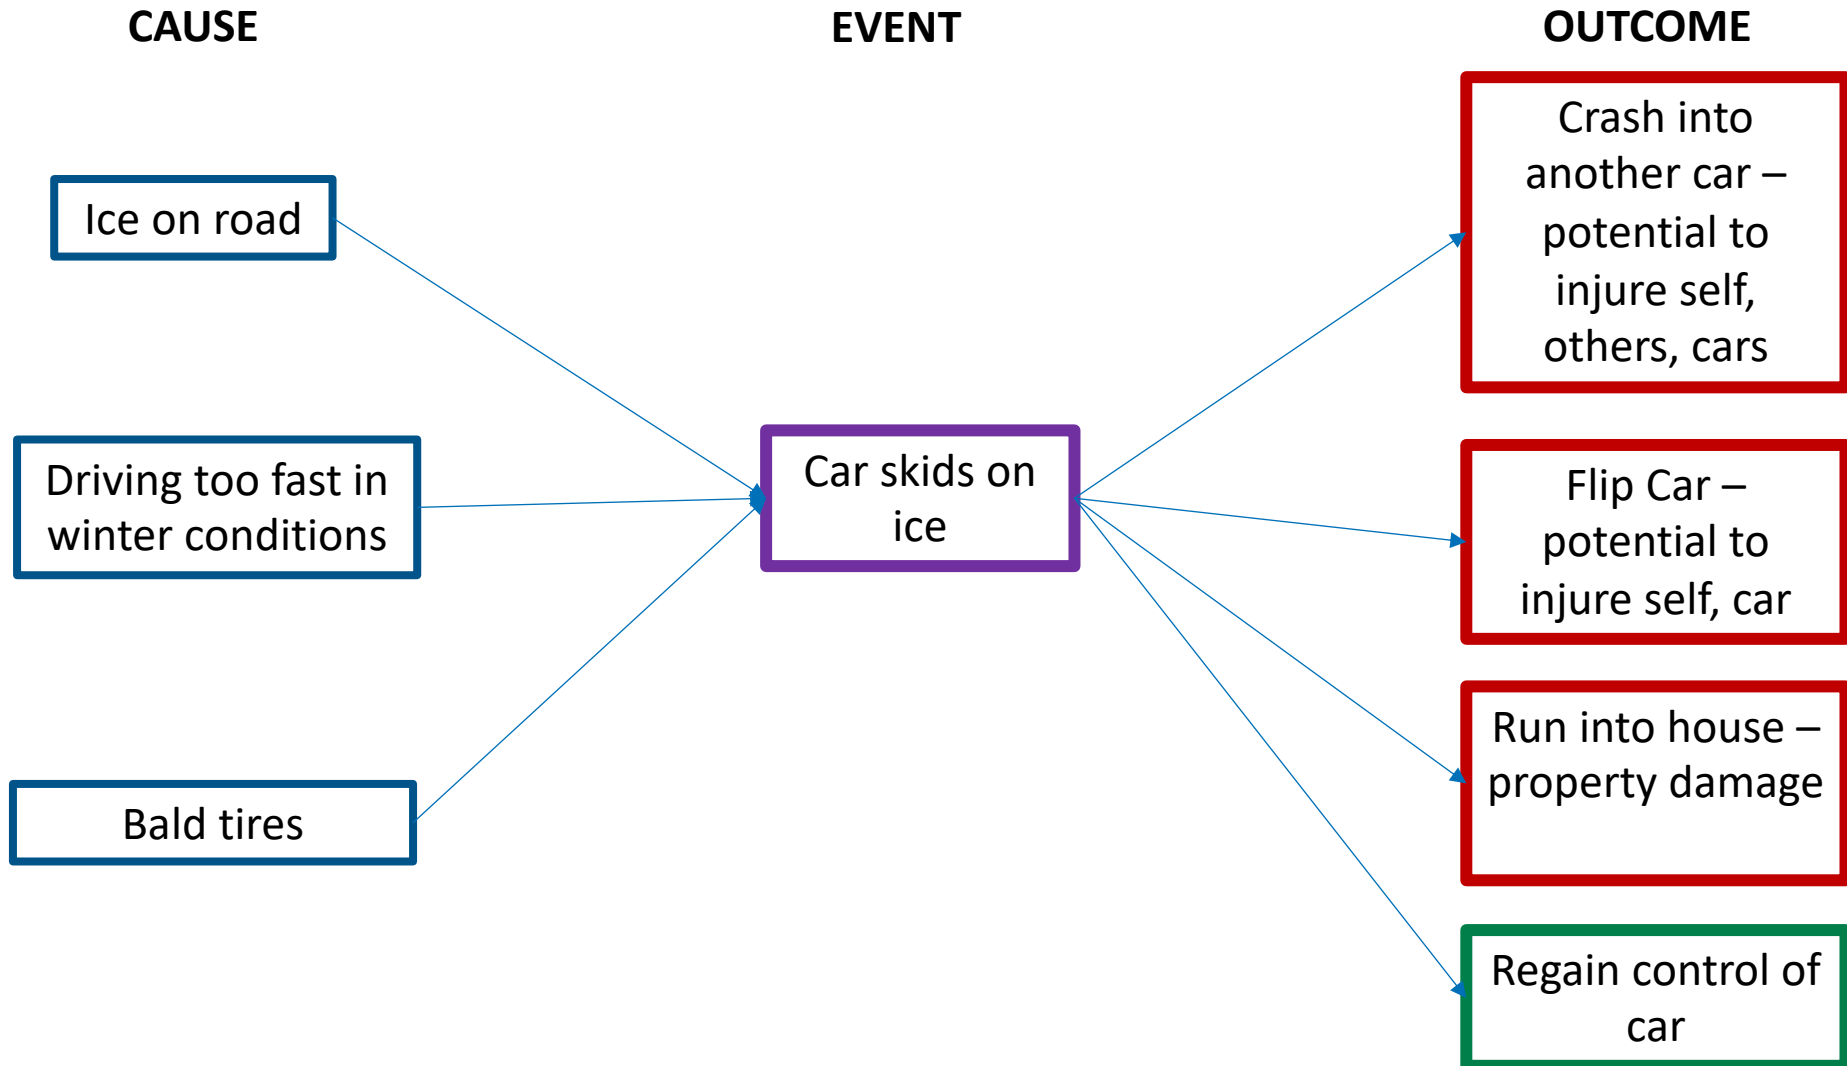 CAUSE
EVENT
OUTCOME
Ice on road
Driving too fast in
winter conditions
Bald tires
Car skids on
ice
Crash into
another car –
potential to
injure self,
others, cars
Flip Car –
potential to
injure self, car
Run into house –
property damage
Regain control of
car